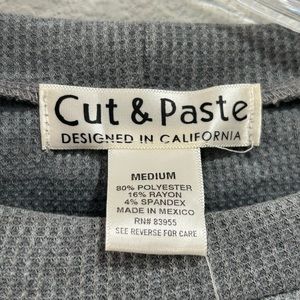 Cut & Paste
DESIGNED IN CALIFORNIA
MEDIUM
80% POLYESTER
16% RAYON
4% SPANDEX
MADE IN MEXICO
RN# 83955
SEE REVERSE FOR CARE